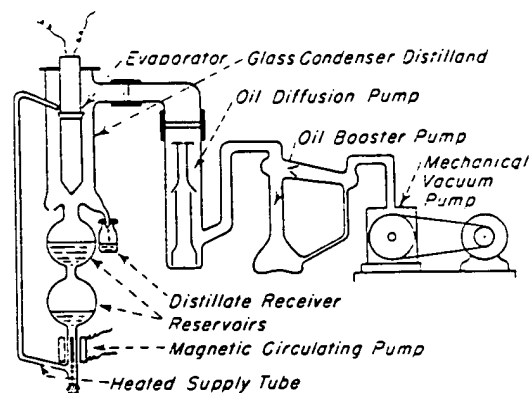 Evaporator
Glass Condenser Distilland
Oil Diffusion Pump
Oil Booster Pump
Mechanical
Vacuum
Pump
Distillate Receiver
Reservoirs
Magnetic Circulating Pump
Heated Supply Tube